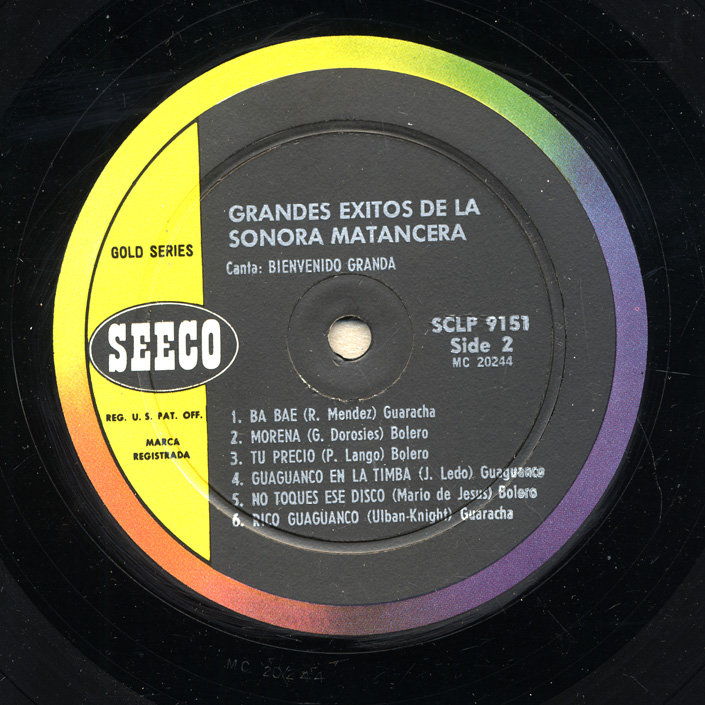 GRANDES EXITOS DE LA
SONORA MATANCERA
Canta: BIENVENIDO GRANDA
GOLD SERIES
SEECO
REG. U. S. PAT. OFF.
MARCA
REGISTRADA
SCLP 9151
Side 2
MC 20244
1. BA BAE (R. Mendez) Guaracha
2. MORENA (G. Dorosies) Bolero
3. TU PRECIO (P. Lango) Bolero
4. GUAGUANCO EN LA TIMBA (J. Ledo) Guaguance
5. NO TOQUES ESE DISCO (Mario de Jesus) Bolero
6. RICO GUAGUANCO (Ulban-Knight) Guaracha
MC 20244